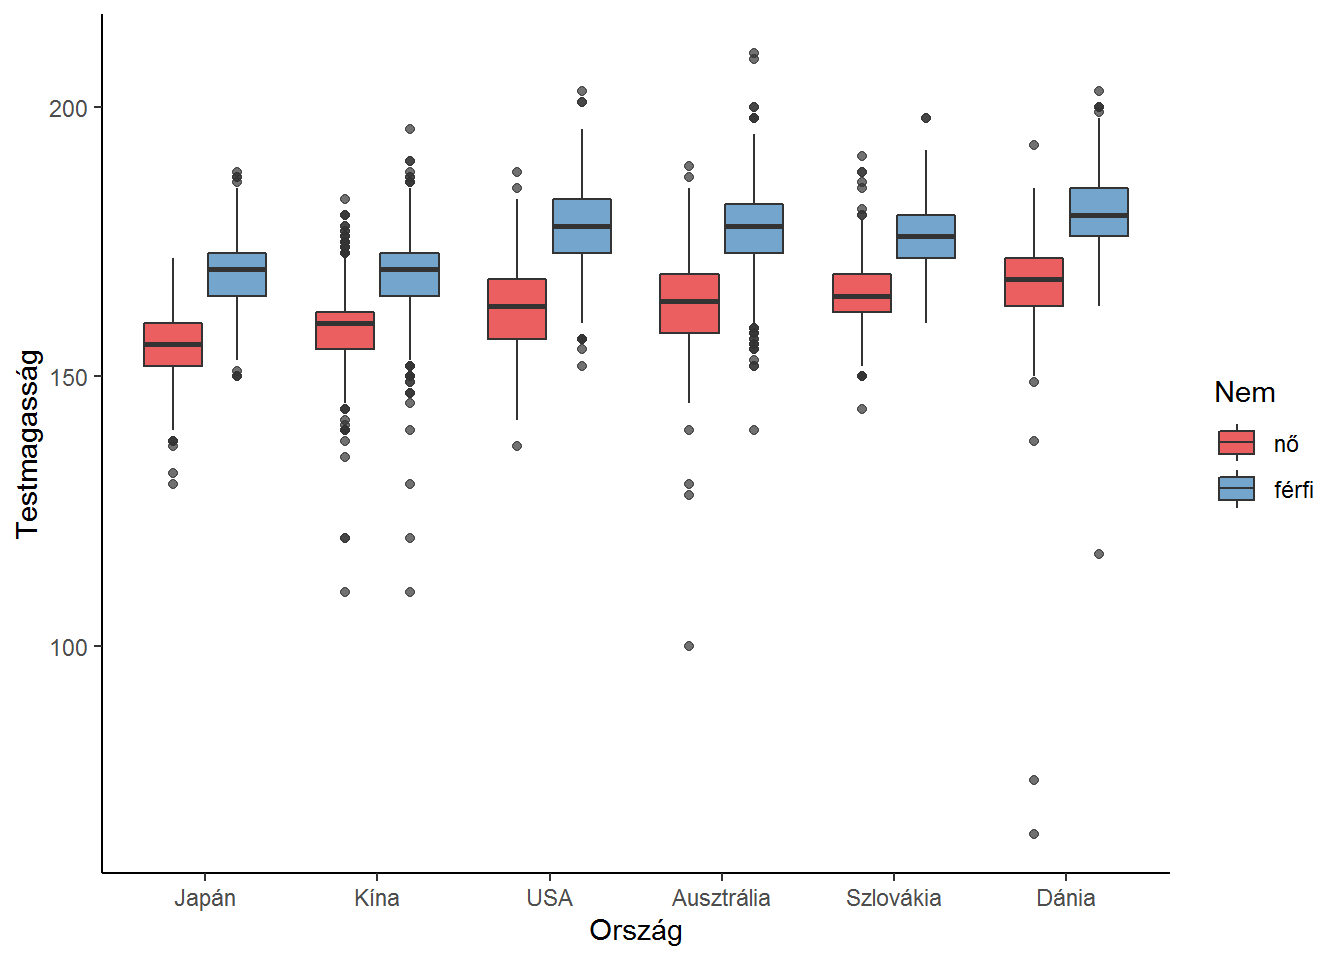 200
150
100
Testmagasság
Japán
Kína
USA
Ausztrália
Szlovákia
Dánia
Ország
Nem
nő
férfi